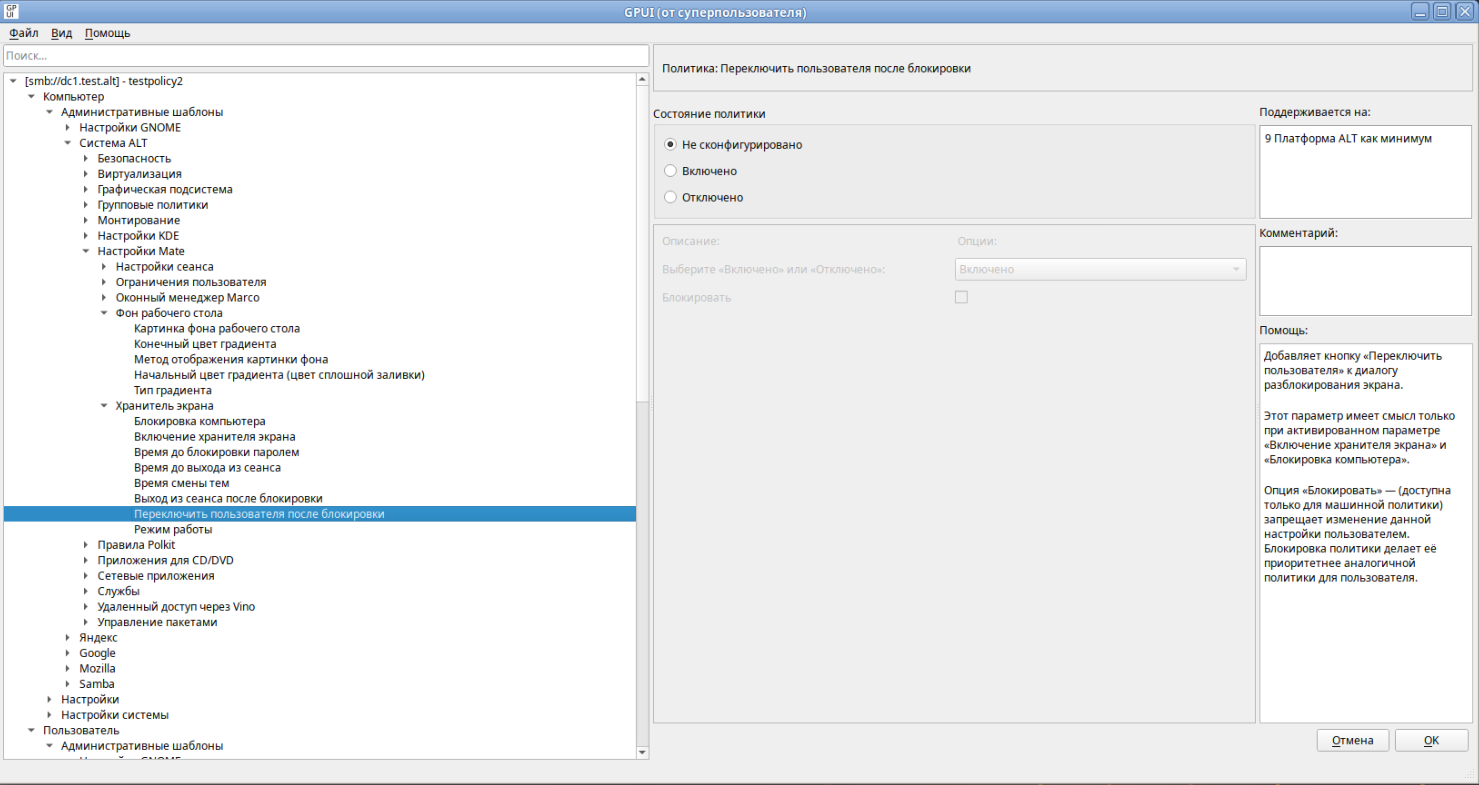 GP
UI
GPUI (от суперпользователя)
Файл Вид Помощь
Поиск...
[smb://dc1.test.alt] - testpolicy2
Компьютер
Административные шаблоны
Настройки GNOME
Система ALT
Безопасность
Виртуализация
Графическая подсистема
Групповые политики
Монтирование
Настройки KDE
Настройки Mate
Настройки сеанса
Ограничения пользователя
Оконный менеджер Marco
Фон рабочего стола
Картинка фона рабочего стола
Конечный цвет градиента
Метод отображения картинки фона
Начальный цвет градиента (цвет сплошной заливки)
Тип градиента
Хранитель экрана
Блокировка компьютера
Включение хранителя экрана
Время до блокировки паролем
Время до выхода из сеанса
Время смены тем
Выход из сеанса после блокировки
Переключить пользователя после блокировки
Режим работы
Правила Polkit
Приложения для CD/DVD
Сетевые приложения
Службы
Удаленный доступ через Vino
Управление пакетами
Яндекс
Google
Mozilla
Samba
Настройки
Настройки системы
Пользователь
Административные шаблоны
Политика: Переключить пользователя после блокировки
Состояние политики
Не сконфигурировано
Включено
Отключено
Описание: Опции:
Выберите «Включено» или «Отключено»: Включено
Блокировать
Поддерживается на:
9 Платформа ALT как минимум
Комментарий:
Помощь:
Добавляет кнопку «Переключить
пользователя» к диалогу
разблокирования экрана.
Этот параметр имеет смысл только
при активированном параметре
«Включение хранителя экрана» и
«Блокировка компьютера».
Опция «Блокировать» — (доступна
только для машинной политики)
запрещает изменение данной
настройки пользователем.
Блокировка политики делает её
приоритетнее аналогичной
политики для пользователя.
Отмена OK